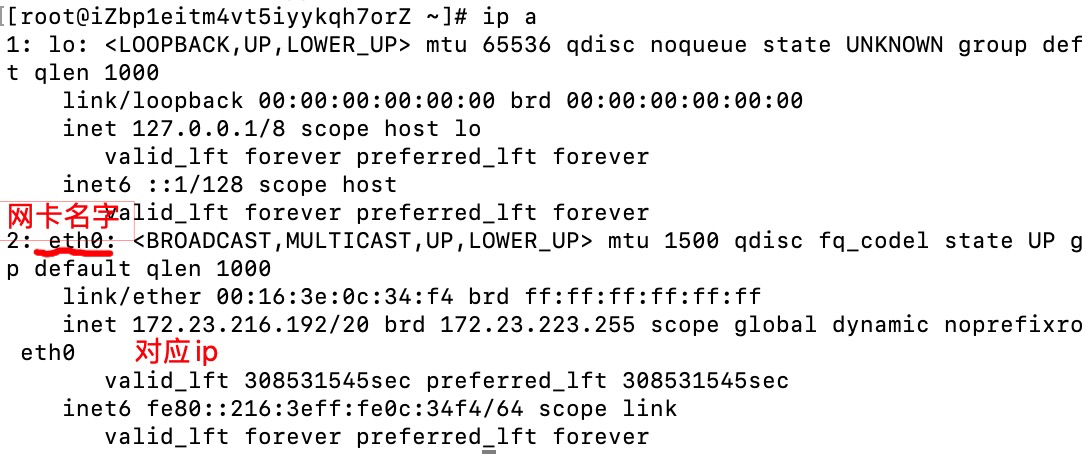 [[root@iZbp1eitm4vt5iyykqh7orZ ~]# ip a
1: lo: <LOOPBACK,UP,LOWER_UP> mtu 65536 qdisc noqueue state UNKNOWN group def
t qlen 1000
link/loopback 00:00:00:00:00:00 brd 00:00:00:00:00:00
inet 127.0.0.1/8 scope host lo
valid_lft forever preferred_lft forever
inet6 ::1/128 scope host
网卡名字
valid_lft forever preferred_lft forever
2: eth0: <BROADCAST,MULTICAST,UP,LOWER_UP> mtu 1500 qdisc fq_codel state UP g
p default qlen 1000
link/ether 00:16:3e:0c:34:f4 brd ff:ff:ff:ff:ff:ff
inet 172.23.216.192/20 brd 172.23.223.255 scope global dynamic noprefixro
eth0 对应ip
valid_lft 308531545sec preferred_lft 308531545sec
inet6 fe80::216:3eff:fe0c:34f4/64 scope link
valid_lft forever preferred_lft forever